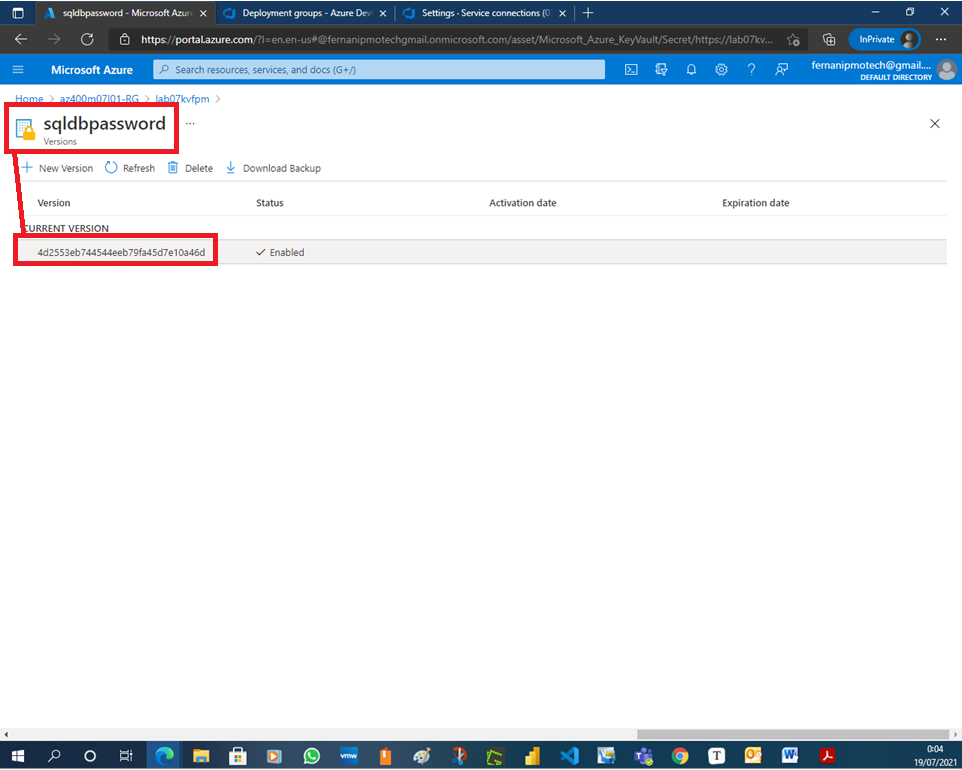 sqldbpassword - Microsoft Azure
Deployment groups - Azure Dev
Settings · Service connections (0
https://portal.azure.com/?l=en.en-us#@fernanipmotechgmail.onmicrosoft.com/asset/Microsoft_Azure_KeyVault/Secret/https://lab07kv...
InPrivate
Microsoft Azure
Search resources, services, and docs (G+/)
fernanipmotech@gmail....
DEFAULT DIRECTORY
Home > az400m07l01-RG > lab07kvfpm >
sqldbpassword ...
Versions
New Version Refresh Delete Download Backup
Version Status Activation date Expiration date
CURRENT VERSION
4d2553eb744544eeb79fa45d7e10a46d Enabled
vmw
0:04
19/07/2021